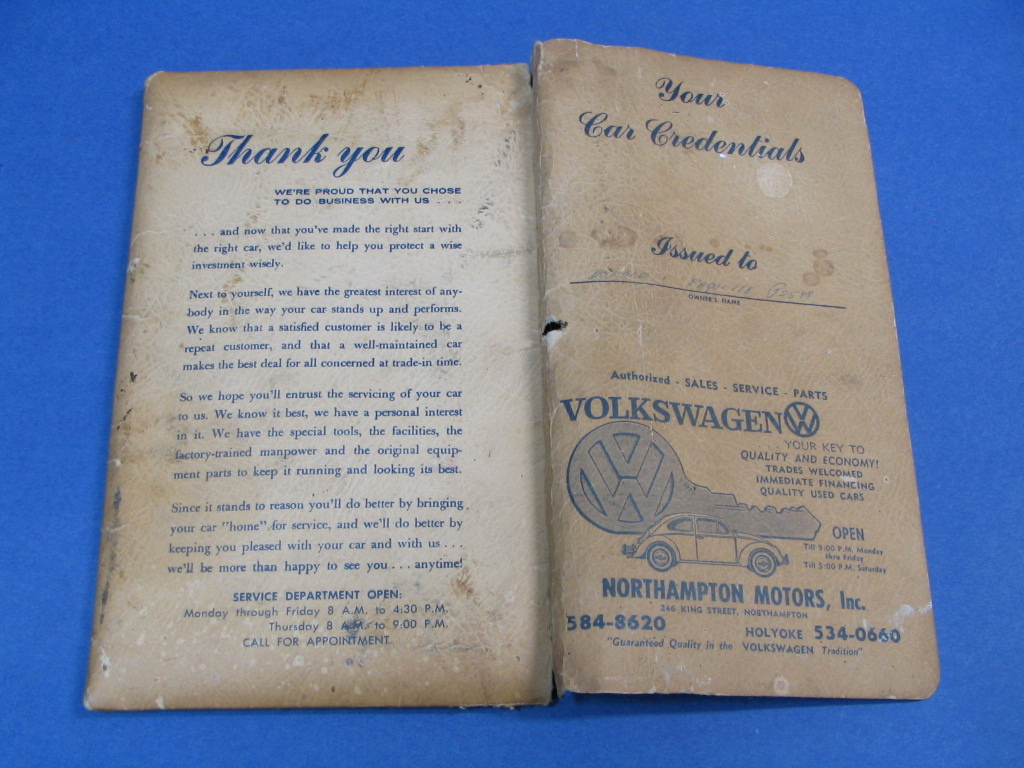 Thank you
WE'RE PROUD THAT YOU CHOSE
TO DO BUSINESS WITH US . . .
. . . and now that you've made the right start with
the right car, we'd like to help you protect a wise
investment wisely.
Next to yourself, we have the greatest interest of any-
body in the way your car stands up and performs.
We know that a satisfied customer is likely to be a
repeat customer, and that a well-maintained car
makes the best deal for all concerned at trade-in time.
So we hope you'll entrust the servicing of your car
to us. We know it best, we have a personal interest
in it. We have the special tools, the facilities, the
factory-trained manpower and the original equip-
ment parts to keep it running and looking its best.
Since it stands to reason you'll do better by bringing
your car "home" for service, and we'll do better by
keeping you pleased with your car and with us . . .
we'll be more than happy to see you . . . anytime!
SERVICE DEPARTMENT OPEN:
Monday through Friday 8 A.M. to 4:30 P.M.
Thursday 8 A.M. to 9:00 P.M.
CALL FOR APPOINTMENT.
Your
Car Credentials
Issued to
OWNER'S NAME
Authorized - SALES - SERVICE - PARTS
VOLKSWAGEN
. . . YOUR KEY TO
QUALITY AND ECONOMY!
TRADES WELCOMED
IMMEDIATE FINANCING
QUALITY USED CARS
OPEN
Till 9:00 P.M. Monday
thru Friday
Till 5:00 P.M. Saturday
NORTHAMPTON MOTORS, Inc.
246 KING STREET, NORTHAMPTON
584-8620
HOLYOKE 534-0660
"Guaranteed Quality in the VOLKSWAGEN Tradition"